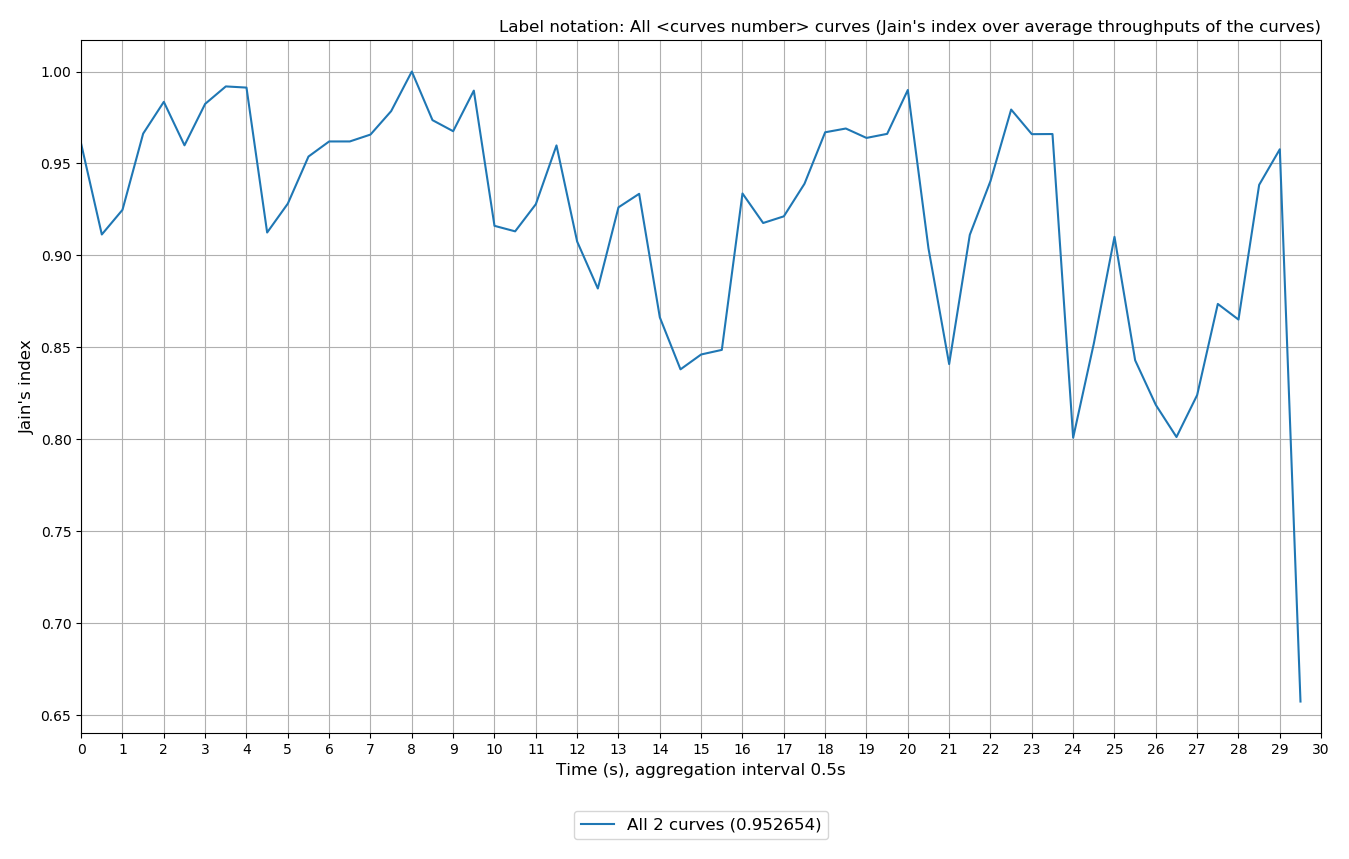 Label notation: All <curves number> curves (Jain's index over average throughputs of the curves)
1.00
0.95
0.90
0.85
0.80
0.75
0.70
0.65
Jain's index
0 1 2 3 4 5 6 7 8 9 10 11 12 13 14 15 16 17 18 19 20 21 22 23 24 25 26 27 28 29 30
Time (s), aggregation interval 0.5s
All 2 curves (0.952654)